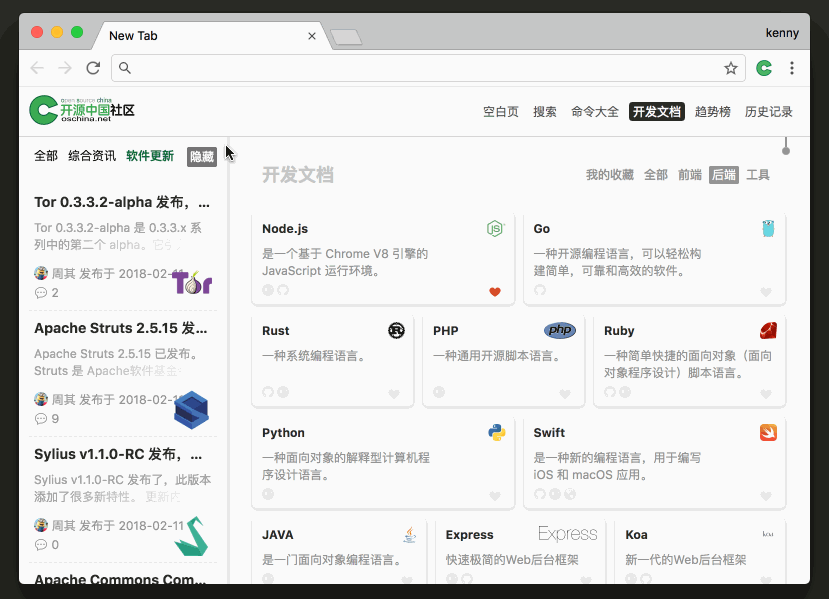 New Tab
kenny
open source china
开源中国社区
oschina.net
空白页 搜索 命令大全 开发文档 趋势榜 历史记录
全部 综合资讯 软件更新 隐藏
Tor 0.3.3.2-alpha 发布，...
Tor 0.3.3.2-alpha 是 0.3.3.x 系
列中的第二个 alpha。它引
周其 发布于 2018-02-1
2
Tor
Apache Struts 2.5.15 发...
Apache Struts 2.5.15 已发布。
Struts 是 Apache软件基金
周其 发布于 2018-02-1
9
Sylius v1.1.0-RC 发布，...
Sylius v1.1.0-RC 发布了，此版本
添加了很多新特性。 更新内
周其 发布于 2018-02-11
0
Apache Commons Com...
开发文档
我的收藏 全部 前端 后端 工具
Node.js
JS
是一个基于 Chrome V8 引擎的
JavaScript 运行环境。
Go
一种开源编程语言，可以轻松构
建简单，可靠和高效的软件。
Rust
一种系统编程语言。
PHP
php
一种通用开源脚本语言。
Ruby
一种简单快捷的面向对象（面向
对象程序设计）脚本语言。
Python
一种面向对象的解释型计算机程
序设计语言。
Swift
是一种新的编程语言，用于编写
iOS 和 macOS 应用。
JAVA
是一门面向对象编程语言。
Express
Express
快速极简的Web后台框架
Koa
koa
新一代的Web后台框架